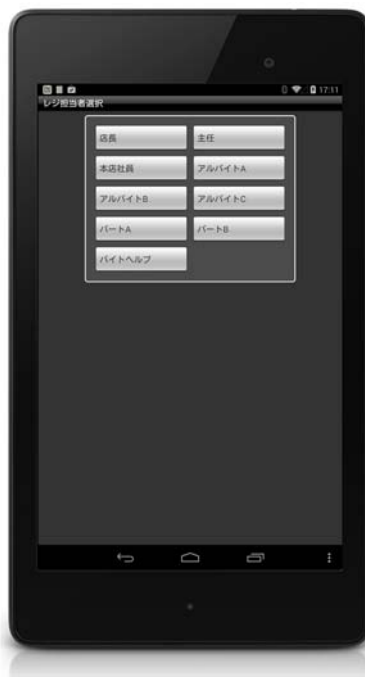 17:11
レジ担当者選択
店長 主任
本店社員 アルバイトA
アルバイトB アルバイトC
パートA パートB
バイトヘルプ